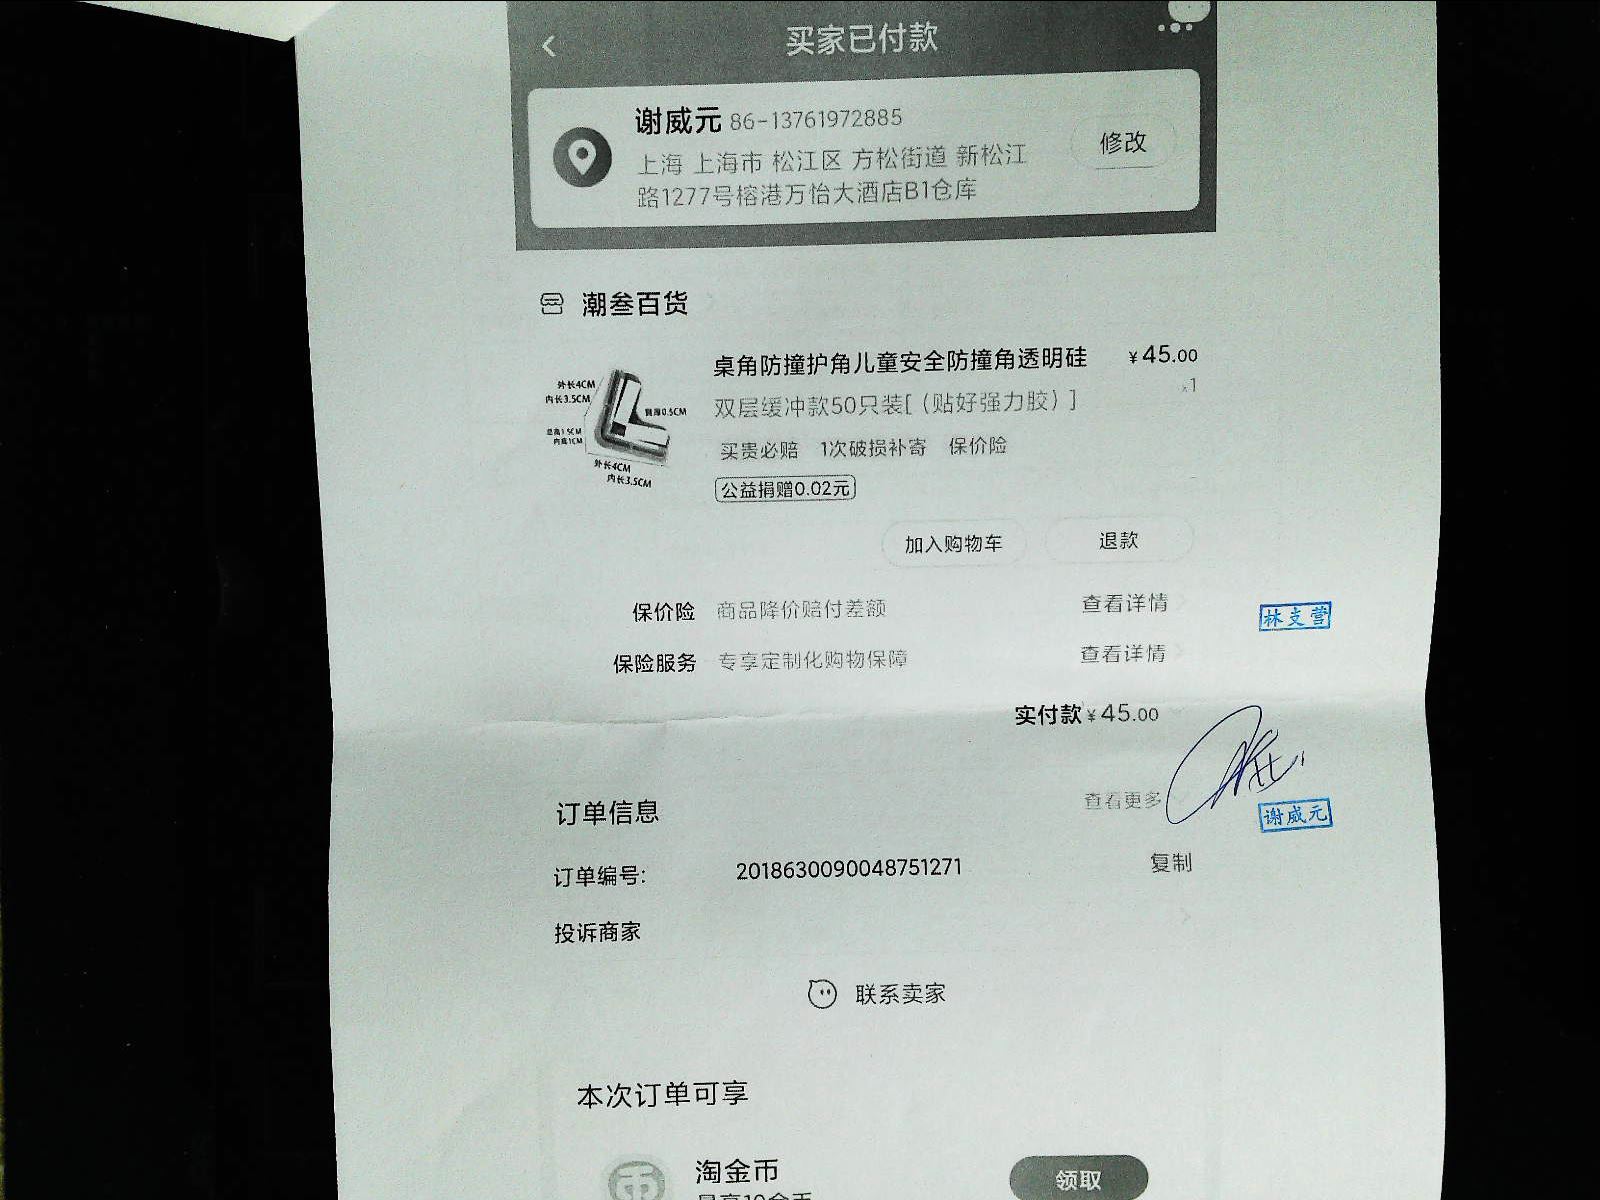 买家已付款
谢威元 86-13761972885
修改
上海 上海市 松江区 方松街道 新松江
路1277号榕港万怡大酒店B1仓库
潮叁百货
桌角防撞护角儿童安全防撞角透明硅 ¥45.00
双层缓冲款50只装[（贴好强力胶）] x1
外长4CM
内长3.5CM
内高1CM
外长4CM
内长3.5CM
买贵必赔 1次破损补寄 保价险
公益捐赠0.02元
加入购物车 退款
保价险 商品降价赔付差额 查看详情
林支营
保险服务 专享定制化购物保障 查看详情
实付款 ¥45.00
订单信息 查看更多
谢威元
订单编号: 2018630090048751271 复制
投诉商家
联系卖家
本次订单可享
币 淘金币 领取